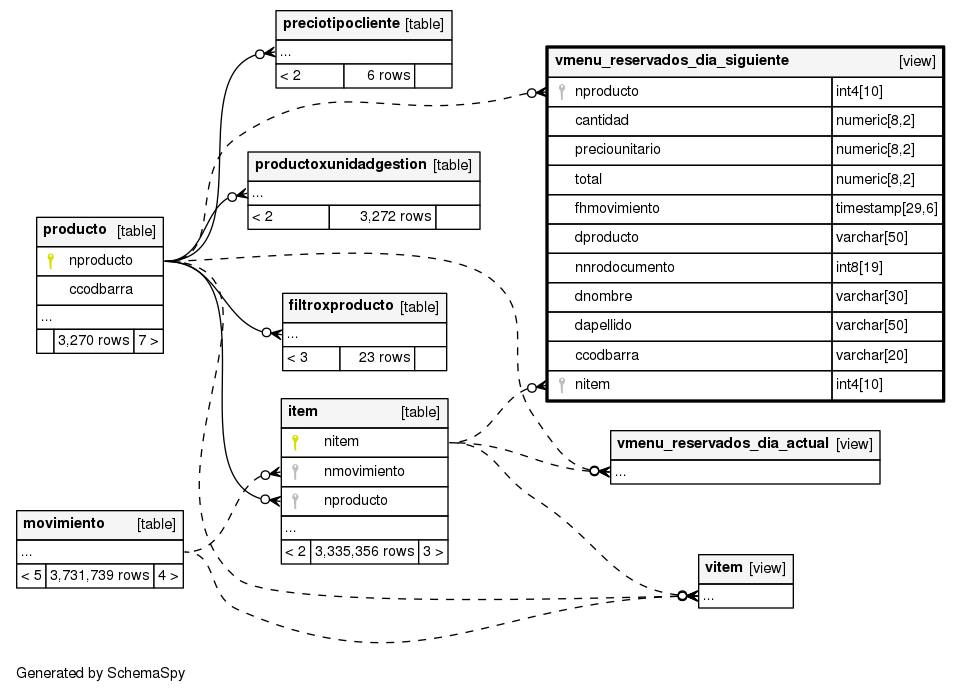 preciotipocliente [table]
...
< 2 6 rows
vmenu_reservados_dia_siguiente [view]
nproducto int4[10]
cantidad numeric[8,2]
preciounitario numeric[8,2]
total numeric[8,2]
fhmovimiento timestamp[29,6]
dproducto varchar[50]
nnrodocumento int8[19]
dnombre varchar[30]
dapellido varchar[50]
ccodbarra varchar[20]
nitem int4[10]
productoxunidadgestion [table]
...
< 2 3,272 rows
producto [table]
nproducto
ccodbarra
...
3,270 rows 7 >
filtroxproducto [table]
...
< 3 23 rows
item [table]
nitem
nmovimiento
nproducto
...
< 2 3,335,356 rows 3 >
vmenu_reservados_dia_actual [view]
...
movimiento [table]
...
< 5 3,731,739 rows 4 >
vitem [view]
...
Generated by SchemaSpy